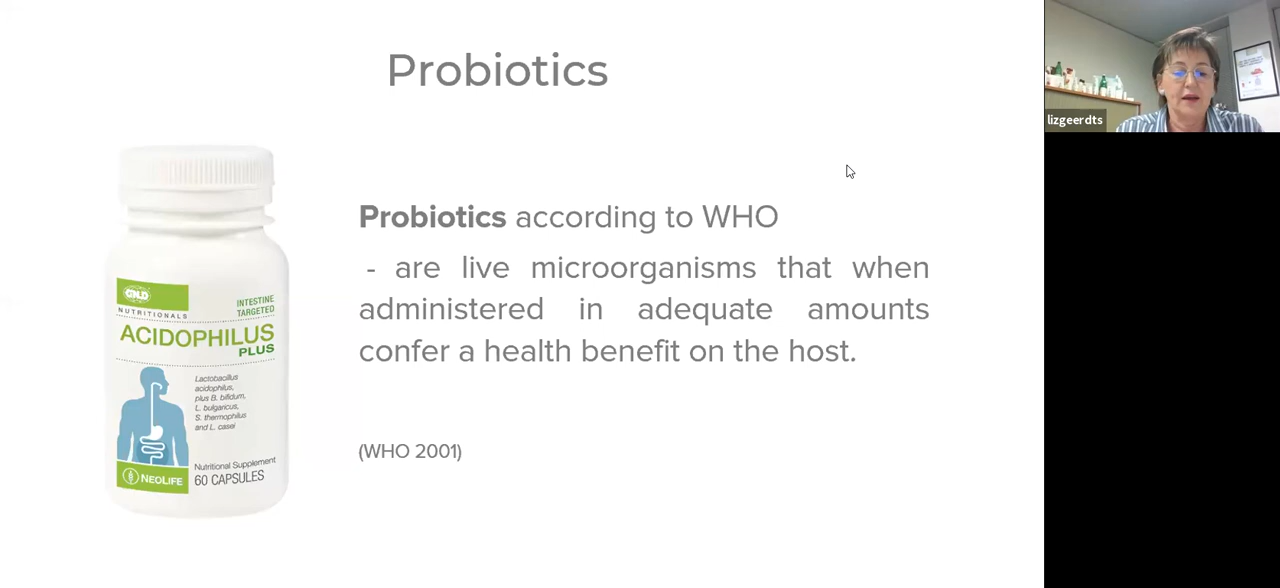 Probiotics
lizgeerdts
Probiotics according to WHO
- are live microorganisms that when
administered in adequate amounts
confer a health benefit on the host.
(WHO 2001)
GNLD
NUTRITIONALS
INTESTINE
TARGETED
ACIDOPHILUS
PLUS
Lactobacillus
acidophilus,
plus B. bifidum,
L. bulgaricus,
S. thermophilus
and L. casei
NEOLIFE
Nutritional Supplement
60 CAPSULES